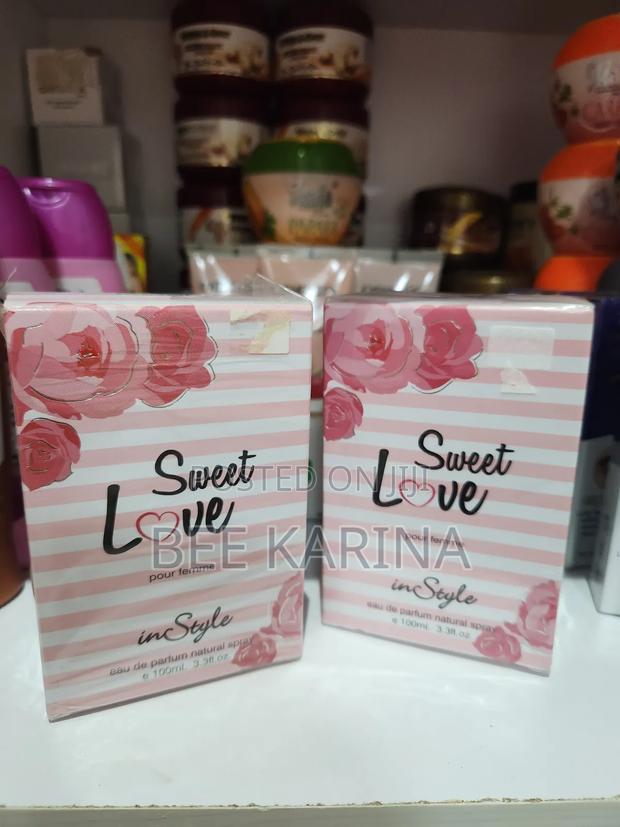 Sweet
Love
pour femme
inStyle
eau de parfum natural spray
e 100ml. 3.3fl.oz.
Sweet
Love
pour femme
inStyle
eau de parfum natural spray
e 100ml. 3.3fl.oz.
POSTED ON JIJI
BEE KARINA